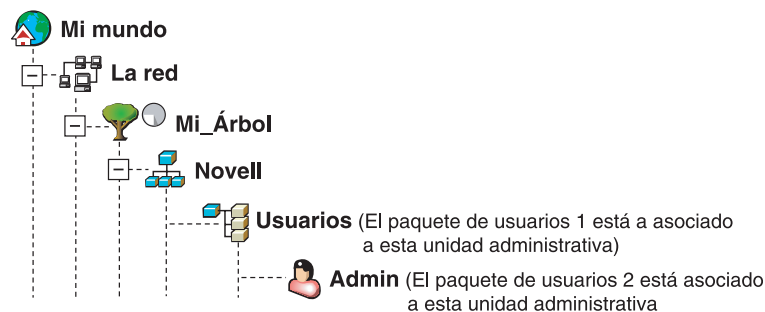 Mi mundo
La red
Mi_Árbol
Novell
Usuarios (El paquete de usuarios 1 está a asociado
a esta unidad administrativa)
Admin (El paquete de usuarios 2 está asociado
a esta unidad administrativa